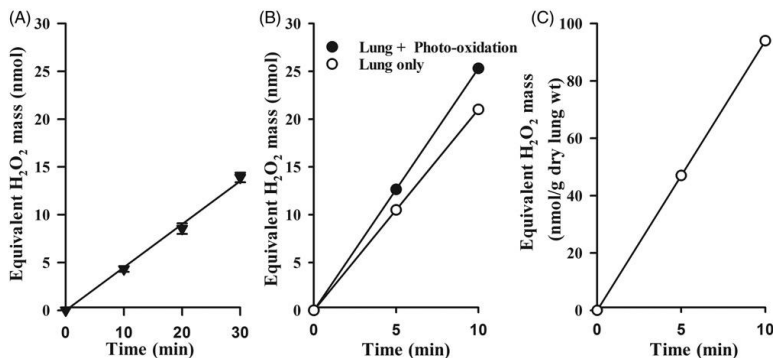 (A)
Equivalent H₂O₂ mass (nmol)
30
25
20
15
10
5
0
0 10 20 30
Time (min)
(B)
Equivalent H₂O₂ mass (nmol)
30
25
20
15
10
5
0
Lung + Photo-oxidation
Lung only
0 5 10
Time (min)
(C)
Equivalent H₂O₂ mass
(nmol/g dry lung wt)
100
80
60
40
20
0
0 5 10
Time (min)